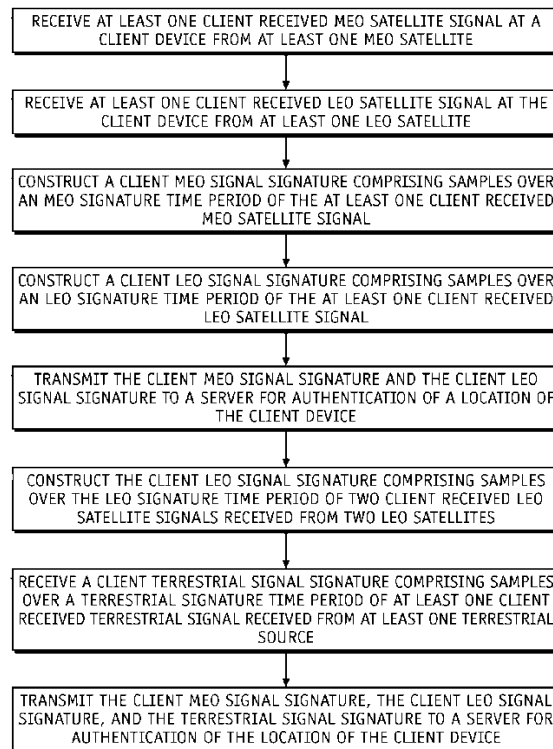 RECEIVE AT LEAST ONE CLIENT RECEIVED MEO SATELLITE SIGNAL AT A
CLIENT DEVICE FROM AT LEAST ONE MEO SATELLITE
RECEIVE AT LEAST ONE CLIENT RECEIVED LEO SATELLITE SIGNAL AT THE
CLIENT DEVICE FROM AT LEAST ONE LEO SATELLITE
CONSTRUCT A CLIENT MEO SIGNAL SIGNATURE COMPRISING SAMPLES OVER
AN MEO SIGNATURE TIME PERIOD OF THE AT LEAST ONE CLIENT RECEIVED
MEO SATELLITE SIGNAL
CONSTRUCT A CLIENT LEO SIGNAL SIGNATURE COMPRISING SAMPLES OVER
AN LEO SIGNATURE TIME PERIOD OF THE AT LEAST ONE CLIENT RECEIVED
LEO SATELLITE SIGNAL
TRANSMIT THE CLIENT MEO SIGNAL SIGNATURE AND THE CLIENT LEO
SIGNAL SIGNATURE TO A SERVER FOR AUTHENTICATION OF A LOCATION OF
THE CLIENT DEVICE
CONSTRUCT THE CLIENT LEO SIGNAL SIGNATURE COMPRISING SAMPLES
OVER THE LEO SIGNATURE TIME PERIOD OF TWO CLIENT RECEIVED LEO
SATELLITE SIGNALS RECEIVED FROM TWO LEO SATELLITES
RECEIVE A CLIENT TERRESTRIAL SIGNAL SIGNATURE COMPRISING SAMPLES
OVER A TERRESTRIAL SIGNATURE TIME PERIOD OF AT LEAST ONE CLIENT
RECEIVED TERRESTRIAL SIGNAL RECEIVED FROM AT LEAST ONE TERRESTRIAL
SOURCE
TRANSMIT THE CLIENT MEO SIGNAL SIGNATURE, THE CLIENT LEO SIGNAL
SIGNATURE, AND THE TERRESTRIAL SIGNAL SIGNATURE TO A SERVER FOR
AUTHENTICATION OF THE LOCATION OF THE CLIENT DEVICE